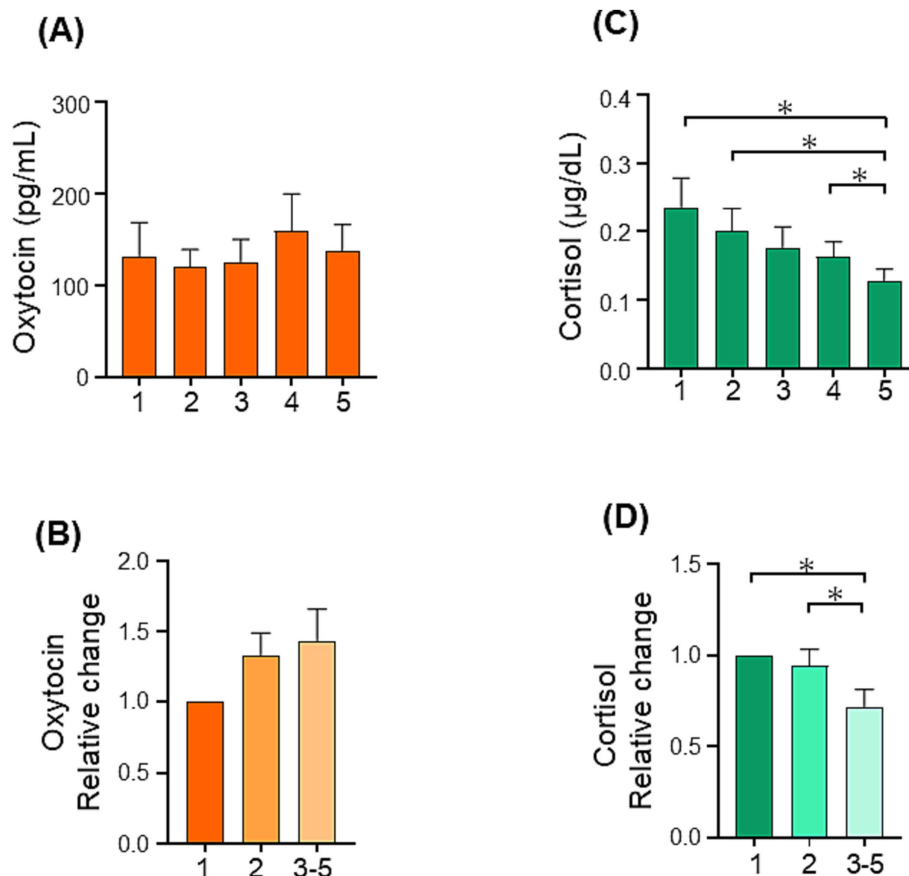 (A)
Oxytocin (pg/mL)
300
200
100
0
1 2 3 4 5
(C)
Cortisol (μg/dL)
0.4
0.3
0.2
0.1
0.0
*
*
*
1 2 3 4 5
(B)
Oxytocin
Relative change
2.0
1.5
1.0
0.5
0.0
1 2 3-5
(D)
Cortisol
Relative change
1.5
1.0
0.5
0.0
*
*
1 2 3-5